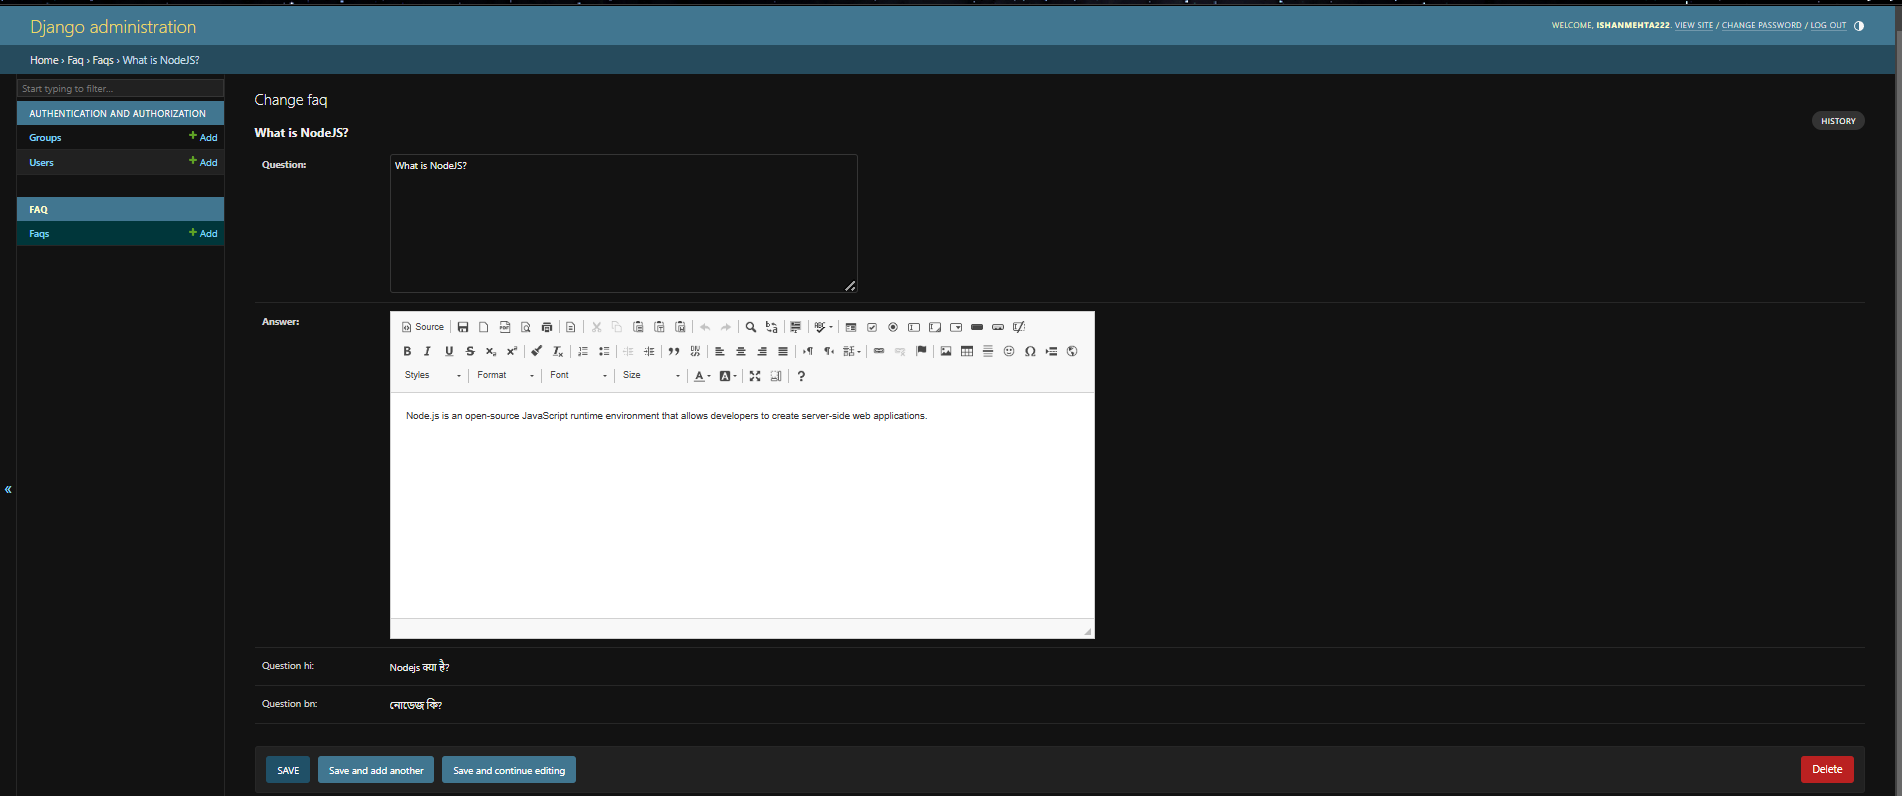 Django administration
WELCOME, ISHANMEHTA222. VIEW SITE / CHANGE PASSWORD / LOG OUT
Home › Faq › Faqs › What is NodeJS?
Start typing to filter...
AUTHENTICATION AND AUTHORIZATION
Groups + Add
Users + Add
FAQ
Faqs + Add
«
Change faq
HISTORY
What is NodeJS?
Question:
What is NodeJS?
Answer:
Source
Styles Format Font Size
Node.js is an open-source JavaScript runtime environment that allows developers to create server-side web applications.
Question hi: Nodejs क्या है?
Question bn: নোডেজ কি?
SAVE Save and add another Save and continue editing Delete